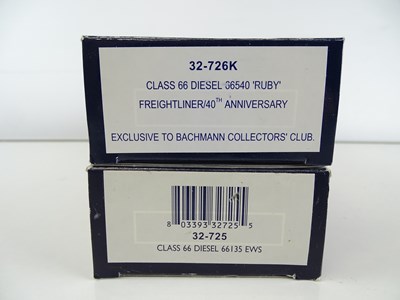 32-726K
CLASS 66 DIESEL 66540 'RUBY'
FREIGHTLINER/40TH ANNIVERSARY
EXCLUSIVE TO BACHMANN COLLECTORS' CLUB.
8 03393 32725 5
32-725
CLASS 66 DIESEL 66135 EWS